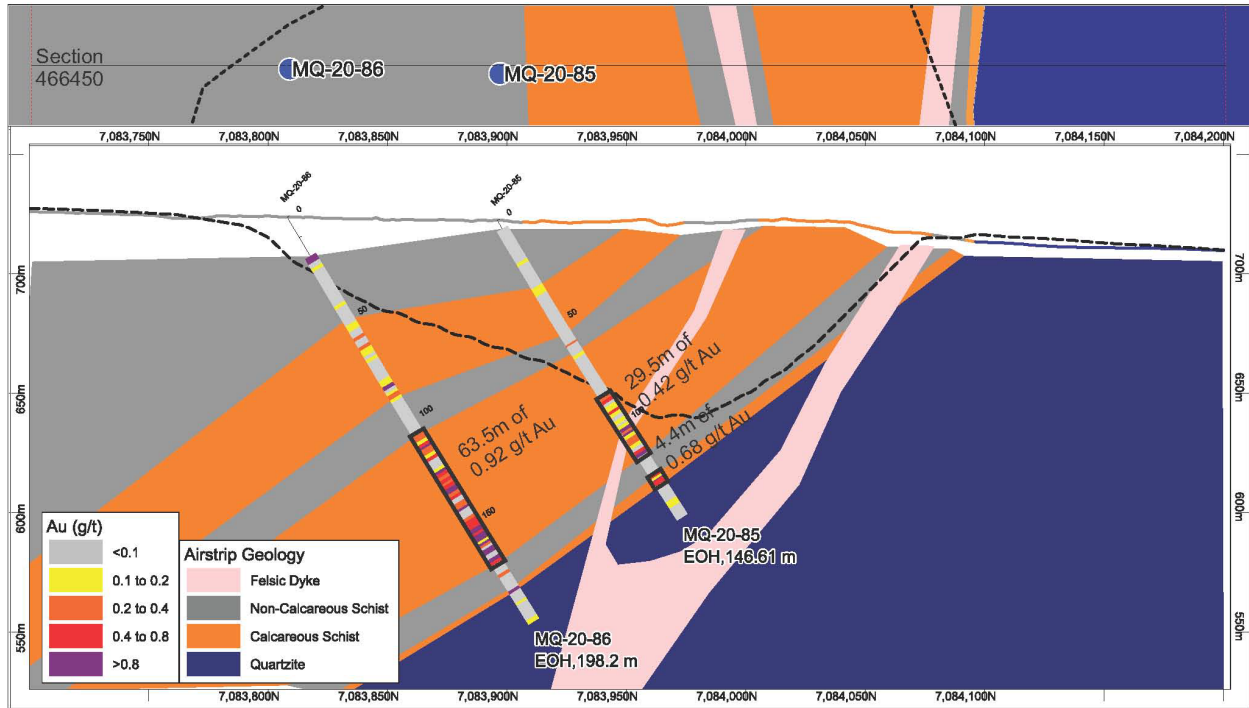 Section
466450
MQ-20-86
MQ-20-85
7,083,750N
7,083,800N
7,083,850N
7,083,900N
7,083,950N
7,084,000N
7,084,050N
7,084,100N
7,084,150N
7,084,200N
MQ-20-86
0
MQ-20-85
0
700m
700m
50
50
650m
650m
100
100
29.5m of
0.42 g/t Au
4.4m of
0.68 g/t Au
63.5m of
0.92 g/t Au
150
600m
600m
MQ-20-85
EOH,146.61 m
MQ-20-86
EOH,198.2 m
550m
550m
Au (g/t)
<0.1
0.1 to 0.2
0.2 to 0.4
0.4 to 0.8
>0.8
Airstrip Geology
Felsic Dyke
Non-Calcareous Schist
Calcareous Schist
Quartzite
7,083,800N
7,083,850N
7,083,900N
7,083,950N
7,084,000N
7,084,050N
7,084,100N